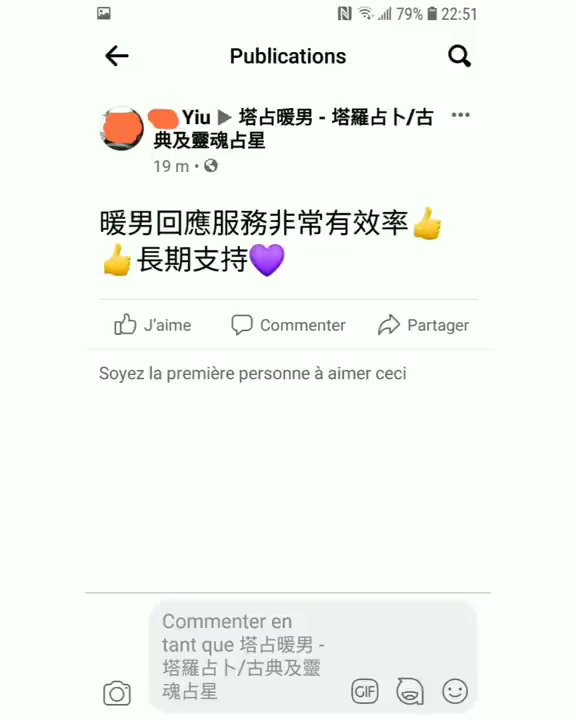 79% 22:51
Publications
Yiu ▶ 塔占暖男 - 塔羅占卜/古
典及靈魂占星
19 m •
暖男回應服務非常有效率👍
👍長期支持💜
J'aime Commenter Partager
Soyez la première personne à aimer ceci
Commenter en
tant que 塔占暖男 -
塔羅占卜/古典及靈
魂占星
GIF